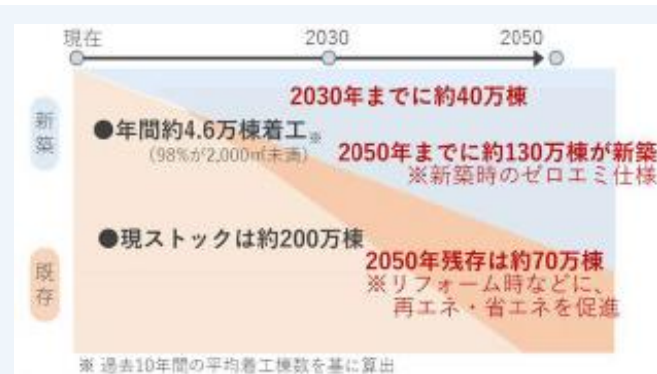 現在 2030 2050
2030年までに約40万棟
新築
●年間約4.6万棟着工※
(98%が2,000㎡未満)
2050年までに約130万棟が新築
※新築時のゼロエミ仕様
●現ストックは約200万棟
既存
2050年残存は約70万棟
※リフォーム時などに、
再エネ・省エネを促進
※ 過去10年間の平均着工棟数を基に算出